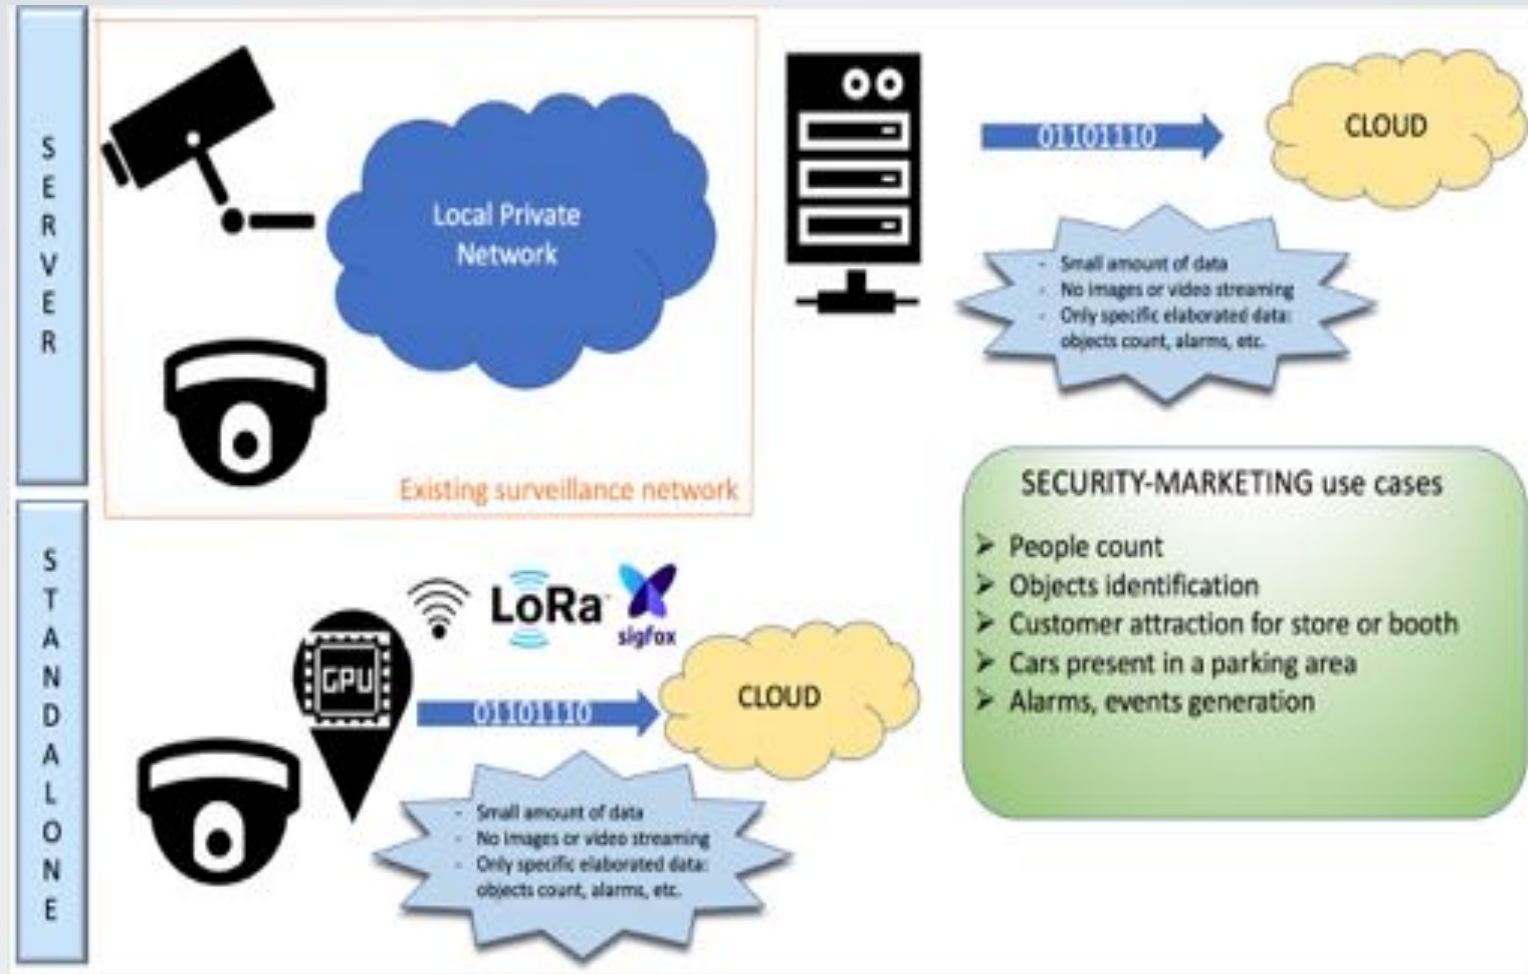 SERVER
Local Private
Network
Existing surveillance network
01101110
CLOUD
- Small amount of data
- No images or video streaming
- Only specific elaborated data:
objects count, alarms, etc.
STANDALONE
GPU
LoRa
sigfox
01101110
CLOUD
- Small amount of data
- No images or video streaming
- Only specific elaborated data:
objects count, alarms, etc.
SECURITY-MARKETING use cases
➢ People count
➢ Objects identification
➢ Customer attraction for store or booth
➢ Cars present in a parking area
➢ Alarms, events generation